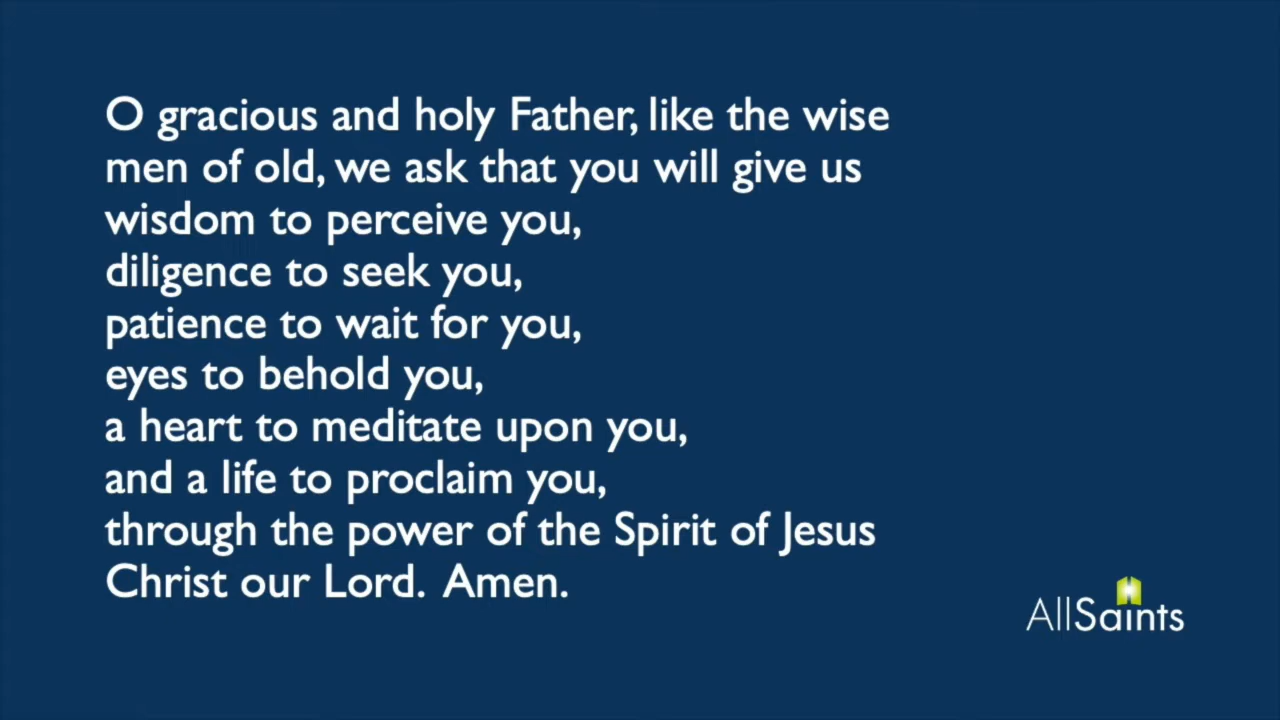 O gracious and holy Father, like the wise
men of old, we ask that you will give us
wisdom to perceive you,
diligence to seek you,
patience to wait for you,
eyes to behold you,
a heart to meditate upon you,
and a life to proclaim you,
through the power of the Spirit of Jesus
Christ our Lord.  Amen.
AllSaints